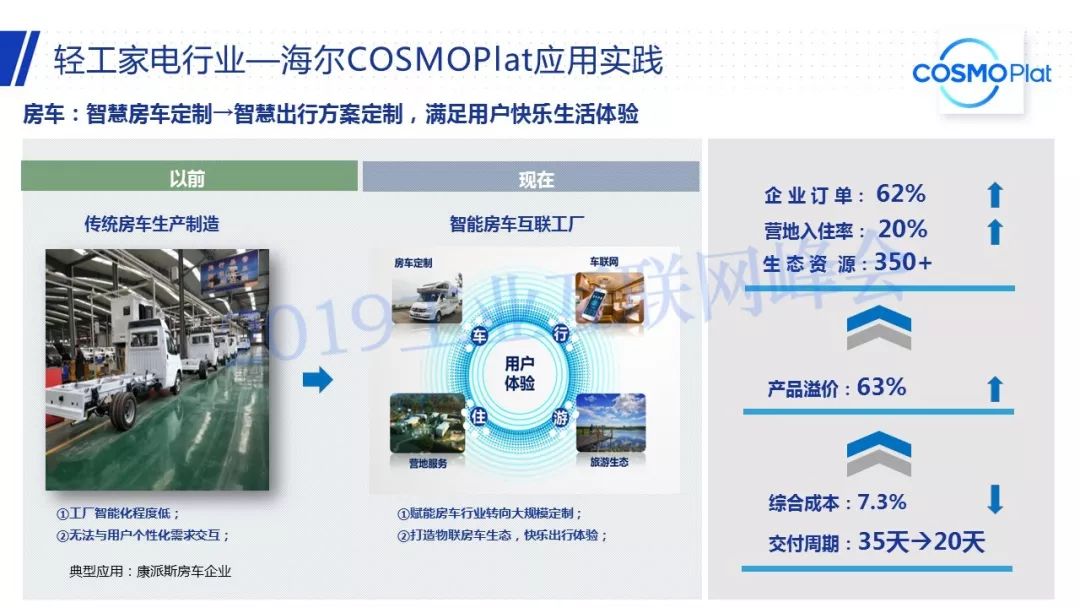 轻工家电行业—海尔COSMOPlat应用实践
COSMOPlat
房车：智慧房车定制→智慧出行方案定制，满足用户快乐生活体验
以前
现在
传统房车生产制造
智能房车互联工厂
房车定制
车联网
车
行
用户
体验
住
游
营地服务
旅游生态
①工厂智能化程度低；
②无法与用户个性化需求交互；
①赋能房车行业转向大规模定制；
②打造物联房车生态，快乐出行体验；
典型应用：康派斯房车企业
企业订单：62%
营地入住率：20%
生态资源：350+
产品溢价：63%
综合成本：7.3%
交付周期：35天→20天
2019工业互联网峰会